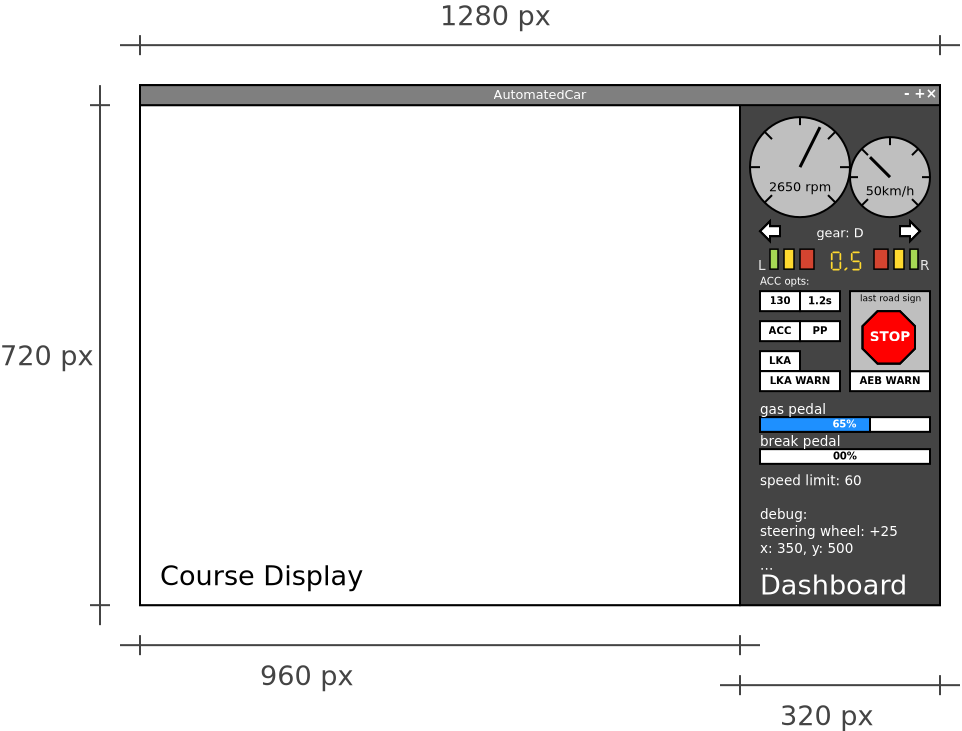 1280 px
AutomatedCar - + ×
720 px
2650 rpm
50km/h
gear: D
L 0.5 R
ACC opts:
130 1.2s
last road sign
ACC PP
STOP
LKA
LKA WARN AEB WARN
gas pedal
65%
break pedal
00%
speed limit: 60
debug:
steering wheel: +25
x: 350, y: 500
...
Course Display
Dashboard
960 px
320 px